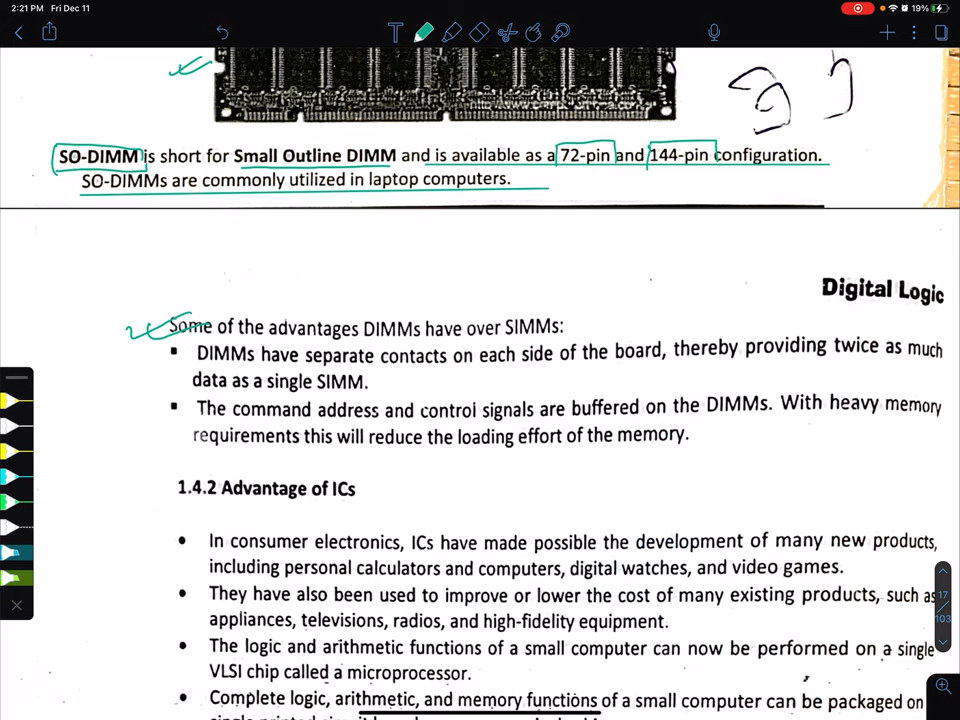 2:21 PM Fri Dec 11
19%
SO-DIMM is short for Small Outline DIMM and is available as a 72-pin and 144-pin configuration.
SO-DIMMs are commonly utilized in laptop computers.
Digital Logic
Some of the advantages DIMMs have over SIMMs:
▪ DIMMs have separate contacts on each side of the board, thereby providing twice as much
data as a single SIMM.
▪ The command address and control signals are buffered on the DIMMs. With heavy memory
requirements this will reduce the loading effort of the memory.
1.4.2 Advantage of ICs
• In consumer electronics, ICs have made possible the development of many new products,
including personal calculators and computers, digital watches, and video games.
• They have also been used to improve or lower the cost of many existing products, such as
appliances, televisions, radios, and high-fidelity equipment.
• The logic and arithmetic functions of a small computer can now be performed on a single
VLSI chip called a microprocessor.
• Complete logic, arithmetic, and memory functions of a small computer can be packaged on
17
103